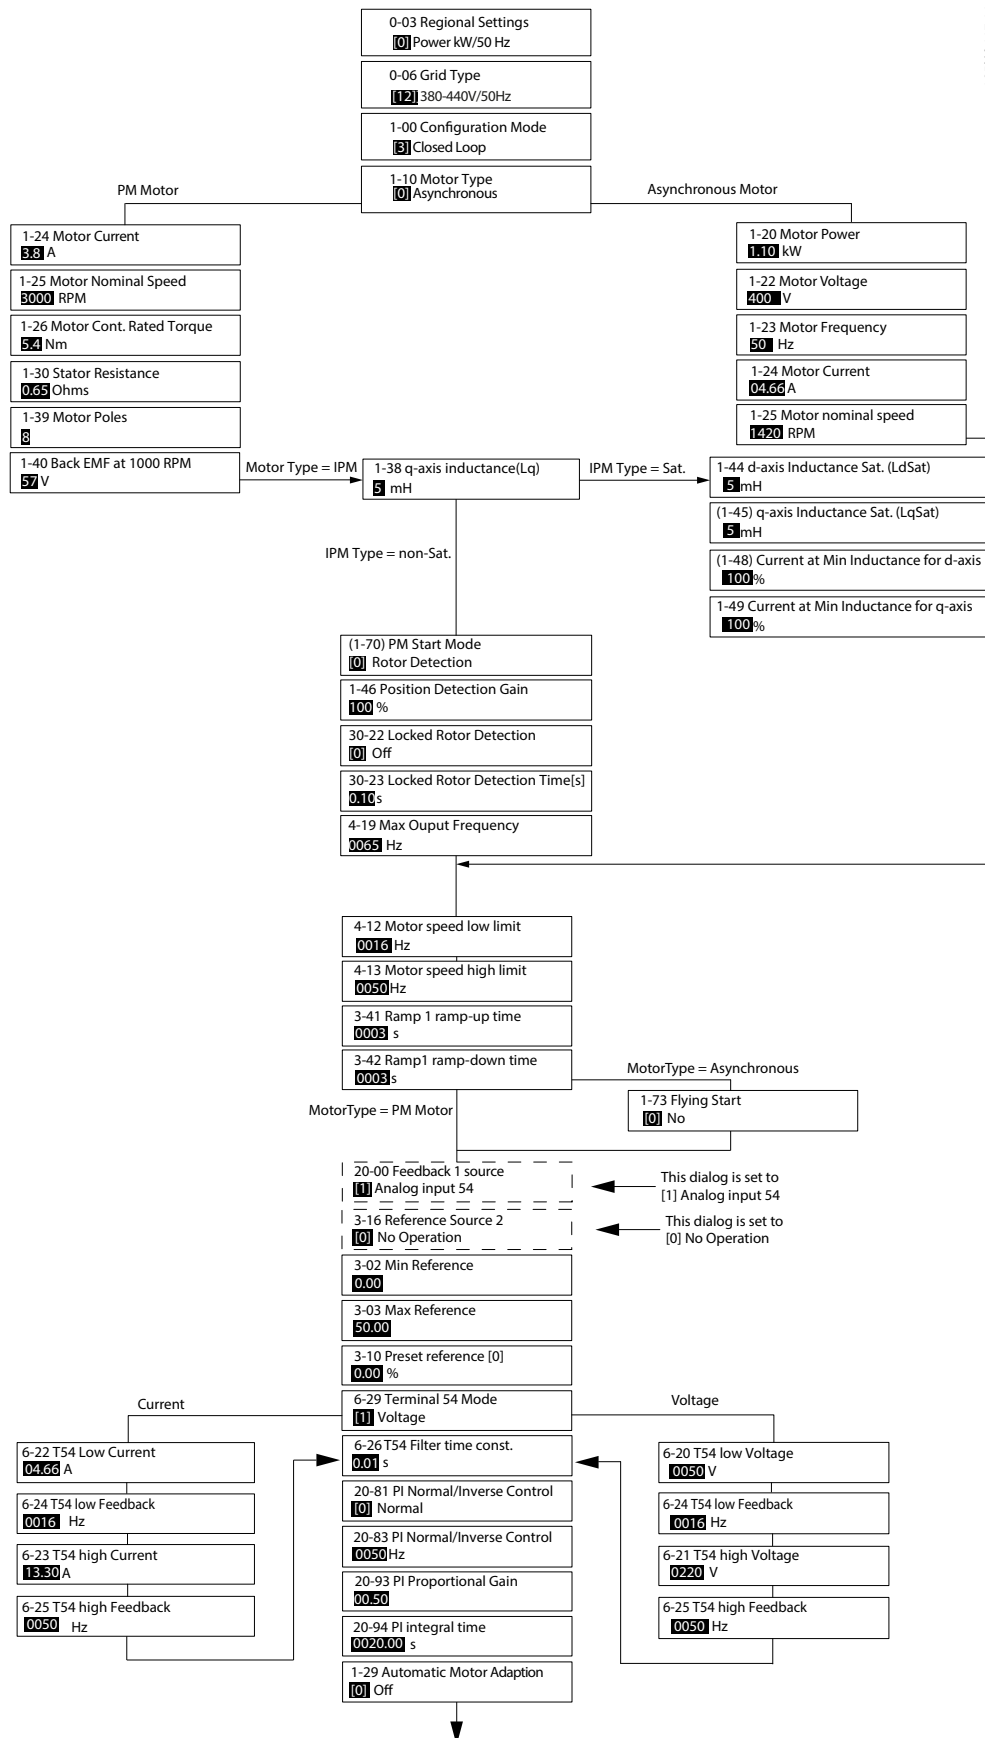 0-03 Regional Settings
[0] Power kW/50 Hz
0-06 Grid Type
[12] 380-440V/50Hz
1-00 Configuration Mode
[3] Closed Loop
1-10 Motor Type
[0] Asynchronous
PM Motor
Asynchronous Motor
1-24 Motor Current
3.8 A
1-25 Motor Nominal Speed
3000 RPM
1-26 Motor Cont. Rated Torque
5.4 Nm
1-30 Stator Resistance
0.65 Ohms
1-39 Motor Poles
8
1-40 Back EMF at 1000 RPM
57 V
1-20 Motor Power
1.10 kW
1-22 Motor Voltage
400 V
1-23 Motor Frequency
50 Hz
1-24 Motor Current
04.66 A
1-25 Motor nominal speed
1420 RPM
Motor Type = IPM
1-38 q-axis inductance(Lq)
5 mH
IPM Type = Sat.
1-44 d-axis Inductance Sat. (LdSat)
5 mH
(1-45) q-axis Inductance Sat. (LqSat)
5 mH
(1-48) Current at Min Inductance for d-axis
100 %
1-49 Current at Min Inductance for q-axis
100 %
IPM Type = non-Sat.
(1-70) PM Start Mode
[0] Rotor Detection
1-46 Position Detection Gain
100 %
30-22 Locked Rotor Detection
[0] Off
30-23 Locked Rotor Detection Time[s]
0.10 s
4-19 Max Ouput Frequency
0065 Hz
4-12 Motor speed low limit
0016 Hz
4-13 Motor speed high limit
0050 Hz
3-41 Ramp 1 ramp-up time
0003 s
3-42 Ramp1 ramp-down time
0003 s
MotorType = Asynchronous
1-73 Flying Start
[0] No
MotorType = PM Motor
20-00 Feedback 1 source
[1] Analog input 54
This dialog is set to
[1] Analog input 54
3-16 Reference Source 2
[0] No Operation
This dialog is set to
[0] No Operation
3-02 Min Reference
0.00
3-03 Max Reference
50.00
3-10 Preset reference [0]
0.00 %
6-29 Terminal 54 Mode
[1] Voltage
Current
Voltage
6-22 T54 Low Current
04.66 A
6-24 T54 low Feedback
0016 Hz
6-23 T54 high Current
13.30 A
6-25 T54 high Feedback
0050 Hz
6-26 T54 Filter time const.
0.01 s
20-81 PI Normal/Inverse Control
[0] Normal
20-83 PI Normal/Inverse Control
0050 Hz
20-93 PI Proportional Gain
00.50
20-94 PI integral time
0020.00 s
1-29 Automatic Motor Adaption
[0] Off
6-20 T54 low Voltage
0050 V
6-24 T54 low Feedback
0016 Hz
6-21 T54 high Voltage
0220 V
6-25 T54 high Feedback
0050 Hz